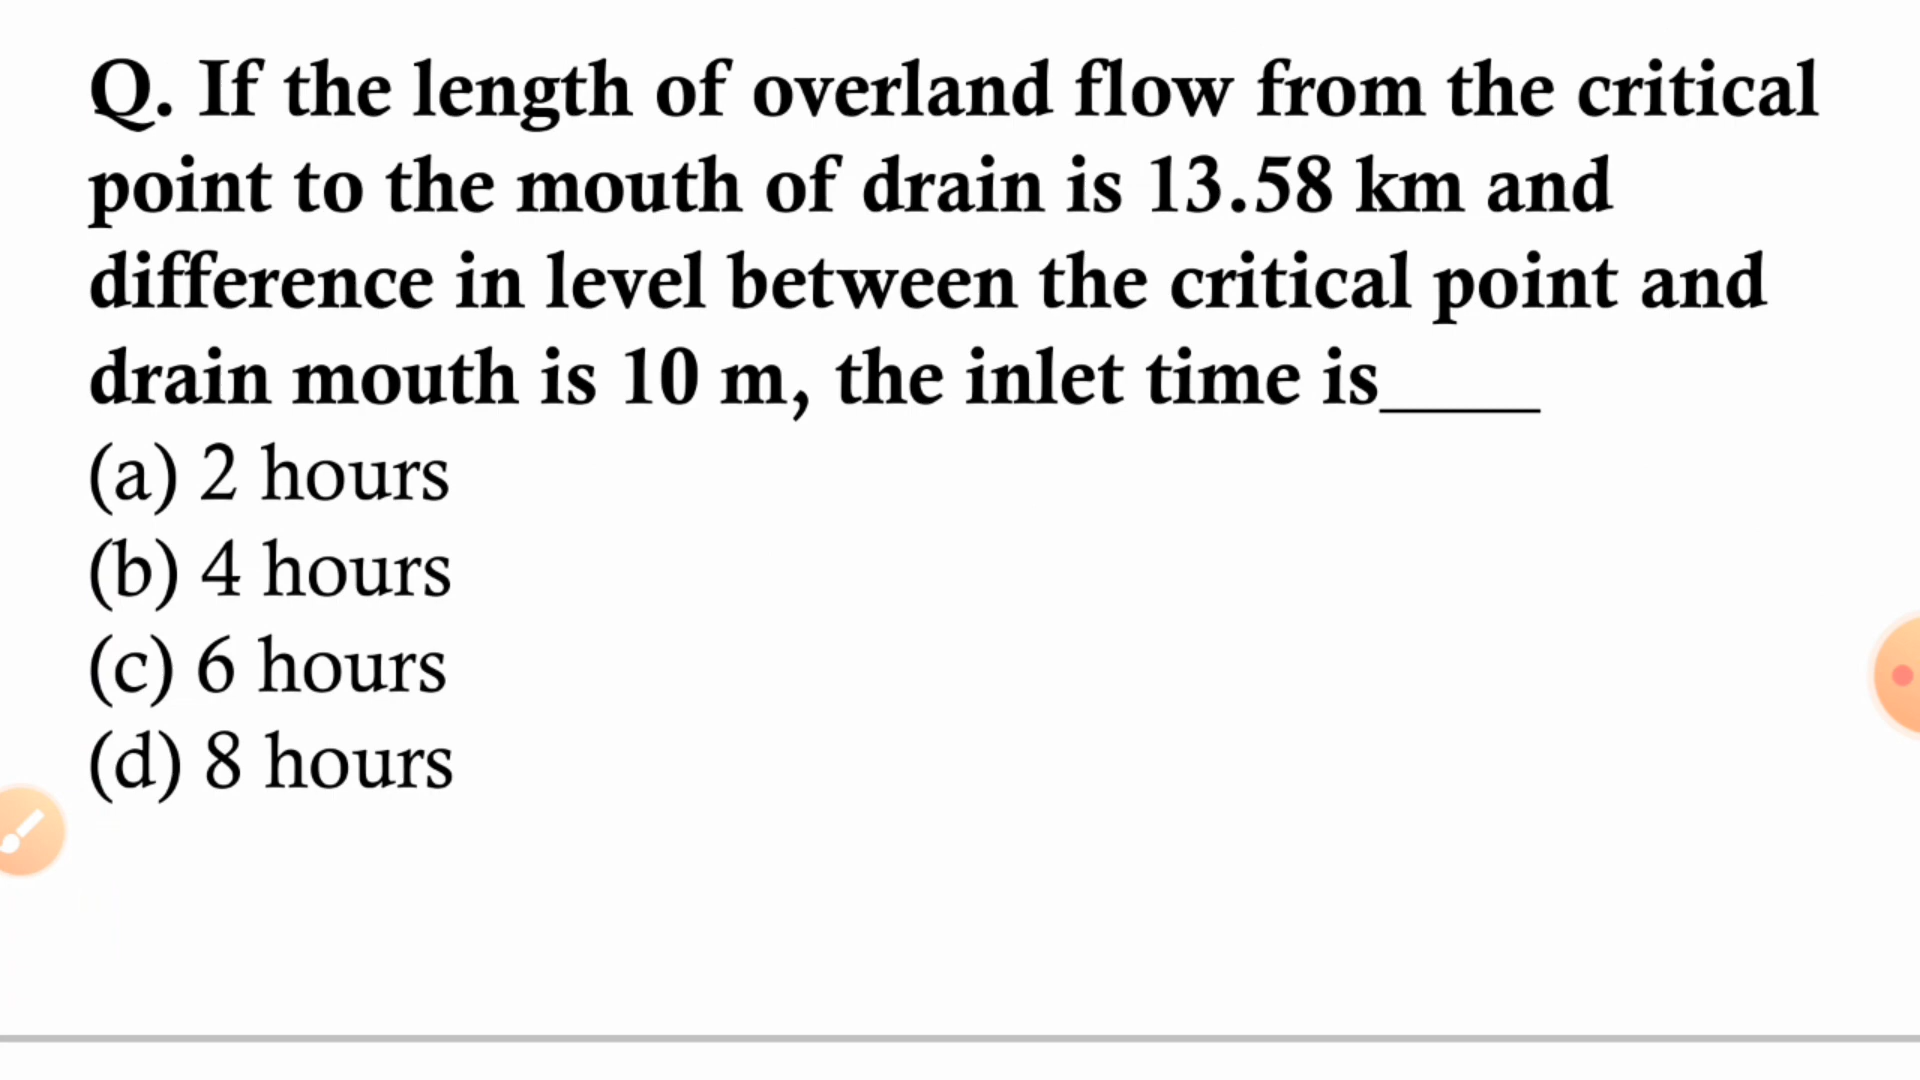 Q. If the length of overland flow from the critical
point to the mouth of drain is 13.58 km and
difference in level between the critical point and
drain mouth is 10 m, the inlet time is____
(a) 2 hours
(b) 4 hours
(c) 6 hours
(d) 8 hours